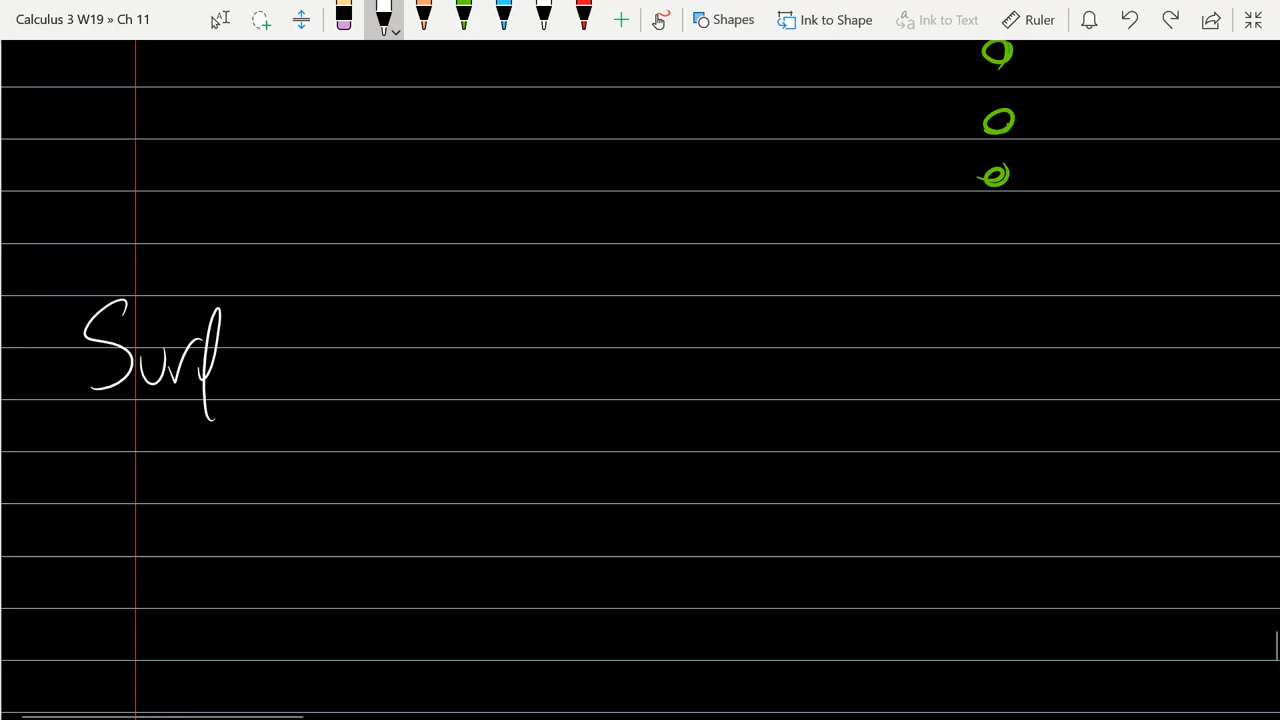 Calculus 3 W19 » Ch 11
Shapes
Ink to Shape
Ink to Text
Ruler
Surf